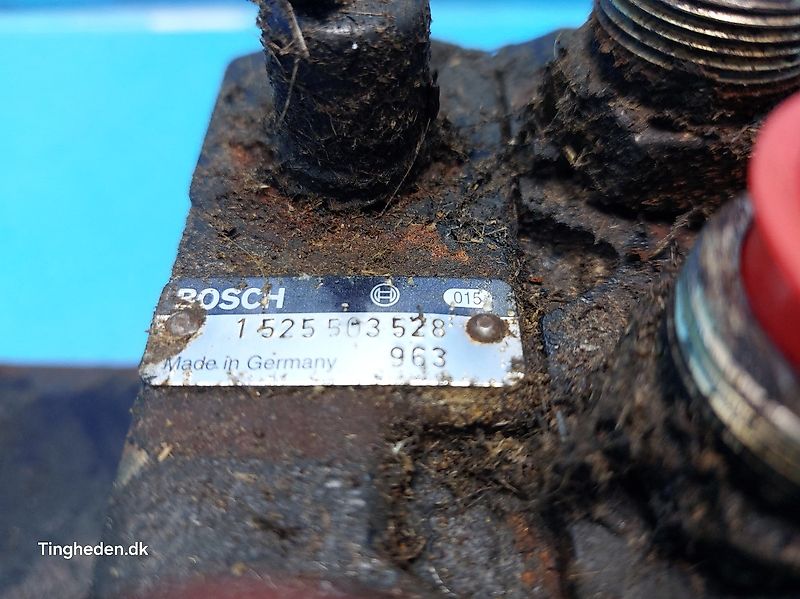 BOSCH 015
1 525 503 528
Made in Germany 963
Tingheden.dk